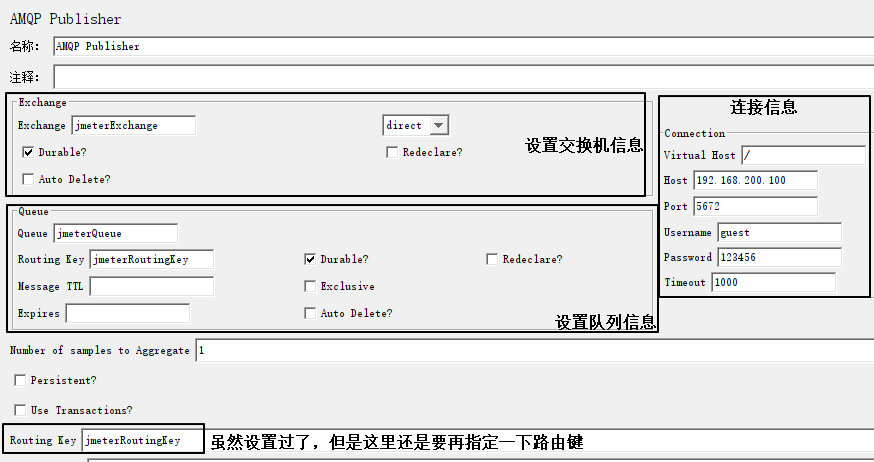 AMQP Publisher
名称： AMQP Publisher
注释：
Exchange
Exchange jmeterExchange direct
Durable? Redeclare?
Auto Delete?
设置交换机信息
连接信息
Connection
Virtual Host /
Host 192.168.200.100
Port 5672
Username guest
Password 123456
Timeout 1000
Queue
Queue jmeterQueue
Routing Key jmeterRoutingKey Durable? Redeclare?
Message TTL Exclusive
Expires Auto Delete?
设置队列信息
Number of samples to Aggregate 1
Persistent?
Use Transactions?
Routing Key jmeterRoutingKey 虽然设置过了，但是这里还是要再指定一下路由键